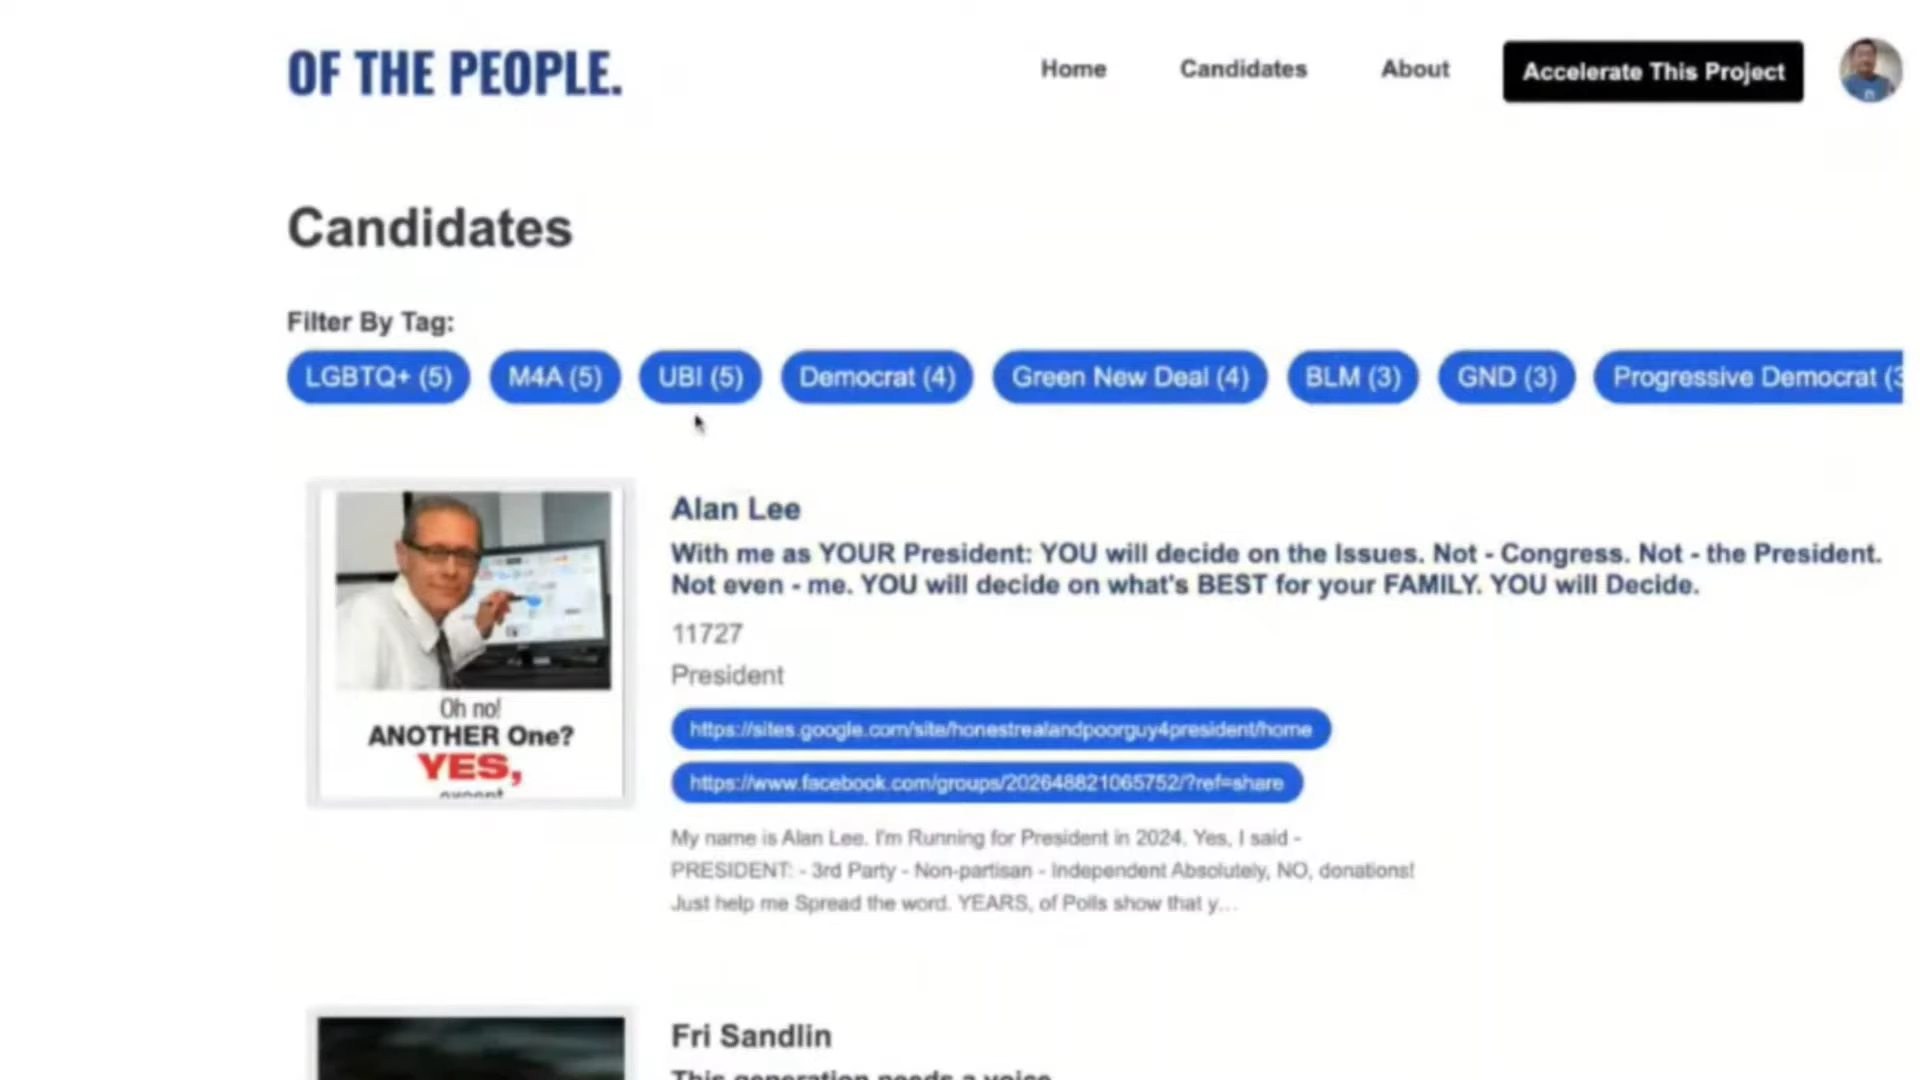 OF THE PEOPLE.
Home
Candidates
About
Accelerate This Project
Candidates
Filter By Tag:
LGBTQ+ (5)
M4A (5)
UBI (5)
Democrat (4)
Green New Deal (4)
BLM (3)
GND (3)
Progressive Democrat (3
Alan Lee
With me as YOUR President: YOU will decide on the Issues. Not - Congress. Not - the President.
Not even - me. YOU will decide on what's BEST for your FAMILY. YOU will Decide.
11727
President
https://sites.google.com/site/honestrealandpoorguy4president/home
https://www.facebook.com/groups/202648821065752/?ref=share
My name is Alan Lee. I'm Running for President in 2024. Yes, I said -
PRESIDENT: - 3rd Party - Non-partisan - Independent Absolutely, NO, donations!
Just help me Spread the word. YEARS, of Polls show that y...
Oh no!
ANOTHER One?
YES,
except
Fri Sandlin
This generation needs a voice